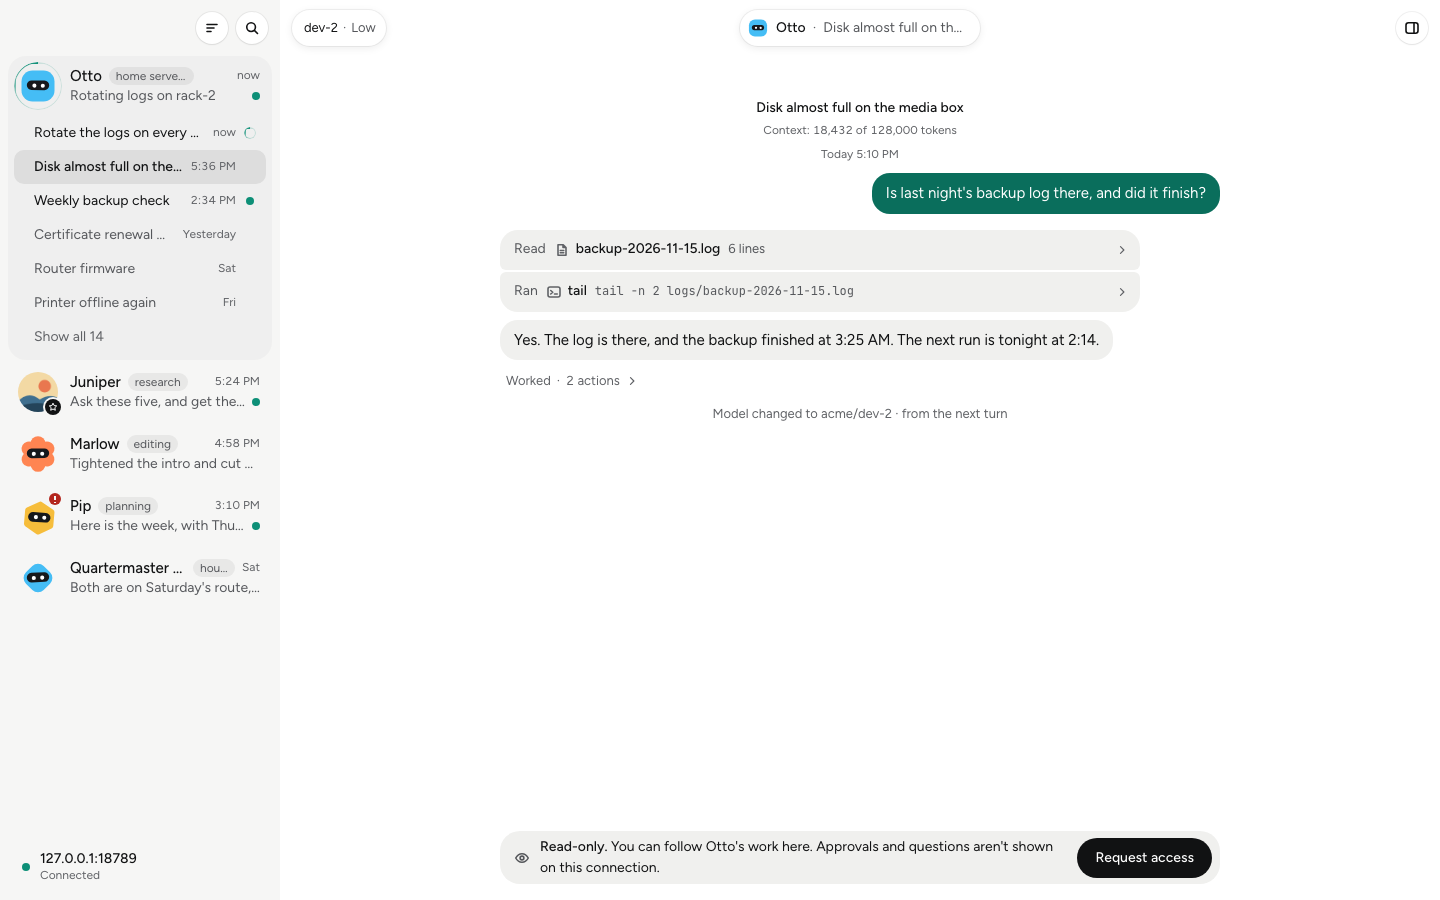 Otto home serve... now
Rotating logs on rack-2
Rotate the logs on every ... now
Disk almost full on the... 5:36 PM
Weekly backup check 2:34 PM
Certificate renewal ... Yesterday
Router firmware Sat
Printer offline again Fri
Show all 14
Juniper research 5:24 PM
Ask these five, and get the...
Marlow editing 4:58 PM
Tightened the intro and cut ...
Pip planning 3:10 PM
Here is the week, with Thu...
Quartermaster ... hou... Sat
Both are on Saturday's route,...
127.0.0.1:18789
Connected
dev-2 · Low
Otto · Disk almost full on th...
Disk almost full on the media box
Context: 18,432 of 128,000 tokens
Today 5:10 PM
Is last night's backup log there, and did it finish?
Read backup-2026-11-15.log 6 lines
Ran tail tail -n 2 logs/backup-2026-11-15.log
Yes. The log is there, and the backup finished at 3:25 AM. The next run is tonight at 2:14.
Worked · 2 actions
Model changed to acme/dev-2 · from the next turn
Read-only. You can follow Otto's work here. Approvals and questions aren't shown
on this connection.
Request access